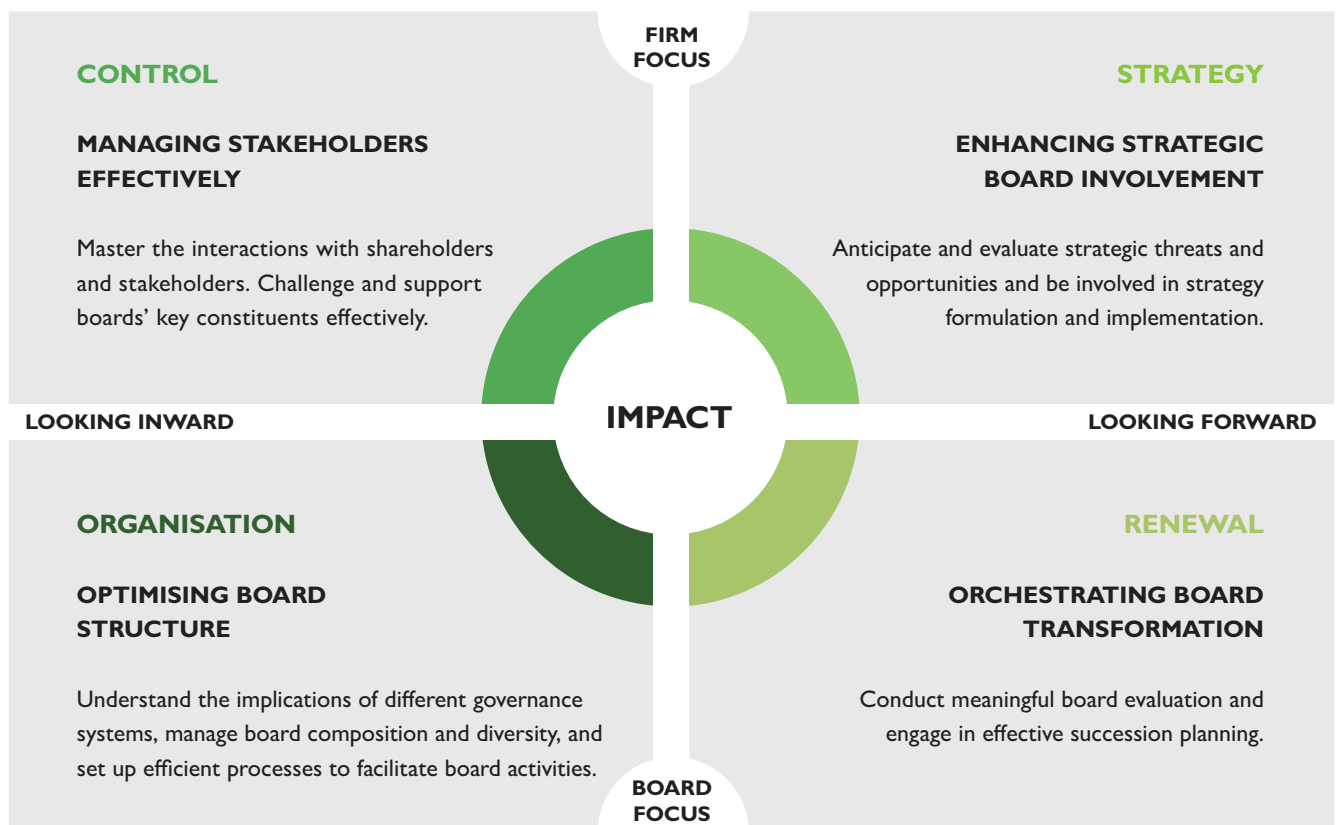 FIRM
FOCUS
CONTROL
MANAGING STAKEHOLDERS
EFFECTIVELY
Master the interactions with shareholders
and stakeholders. Challenge and support
boards’ key constituents effectively.
STRATEGY
ENHANCING STRATEGIC
BOARD INVOLVEMENT
Anticipate and evaluate strategic threats and
opportunities and be involved in strategy
formulation and implementation.
LOOKING INWARD
IMPACT
LOOKING FORWARD
ORGANISATION
OPTIMISING BOARD
STRUCTURE
Understand the implications of different governance
systems, manage board composition and diversity, and
set up efficient processes to facilitate board activities.
RENEWAL
ORCHESTRATING BOARD
TRANSFORMATION
Conduct meaningful board evaluation and
engage in effective succession planning.
BOARD
FOCUS